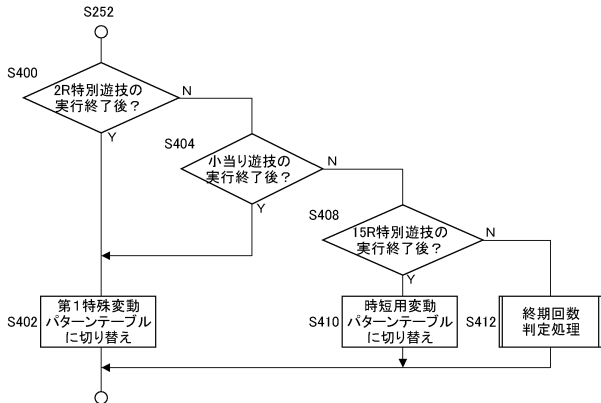 S252
S400
2R特別遊技の
実行終了後？
N
Y
S404
小当り遊技の
実行終了後？
N
Y
S408
15R特別遊技の
実行終了後？
N
Y
S402
第1特殊変動
パターンテーブル
に切り替え
S410
時短用変動
パターンテーブル
に切り替え
S412
終期回数
判定処理